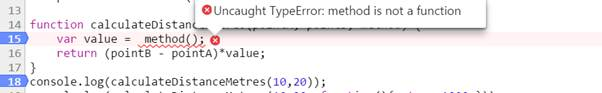 Uncaught TypeError: method is not a function
13
14 function calculateDistanc
15 var value = method();
16 return (pointB - pointA)*value;
17 }
18 console.log(calculateDistanceMetres(10,20));